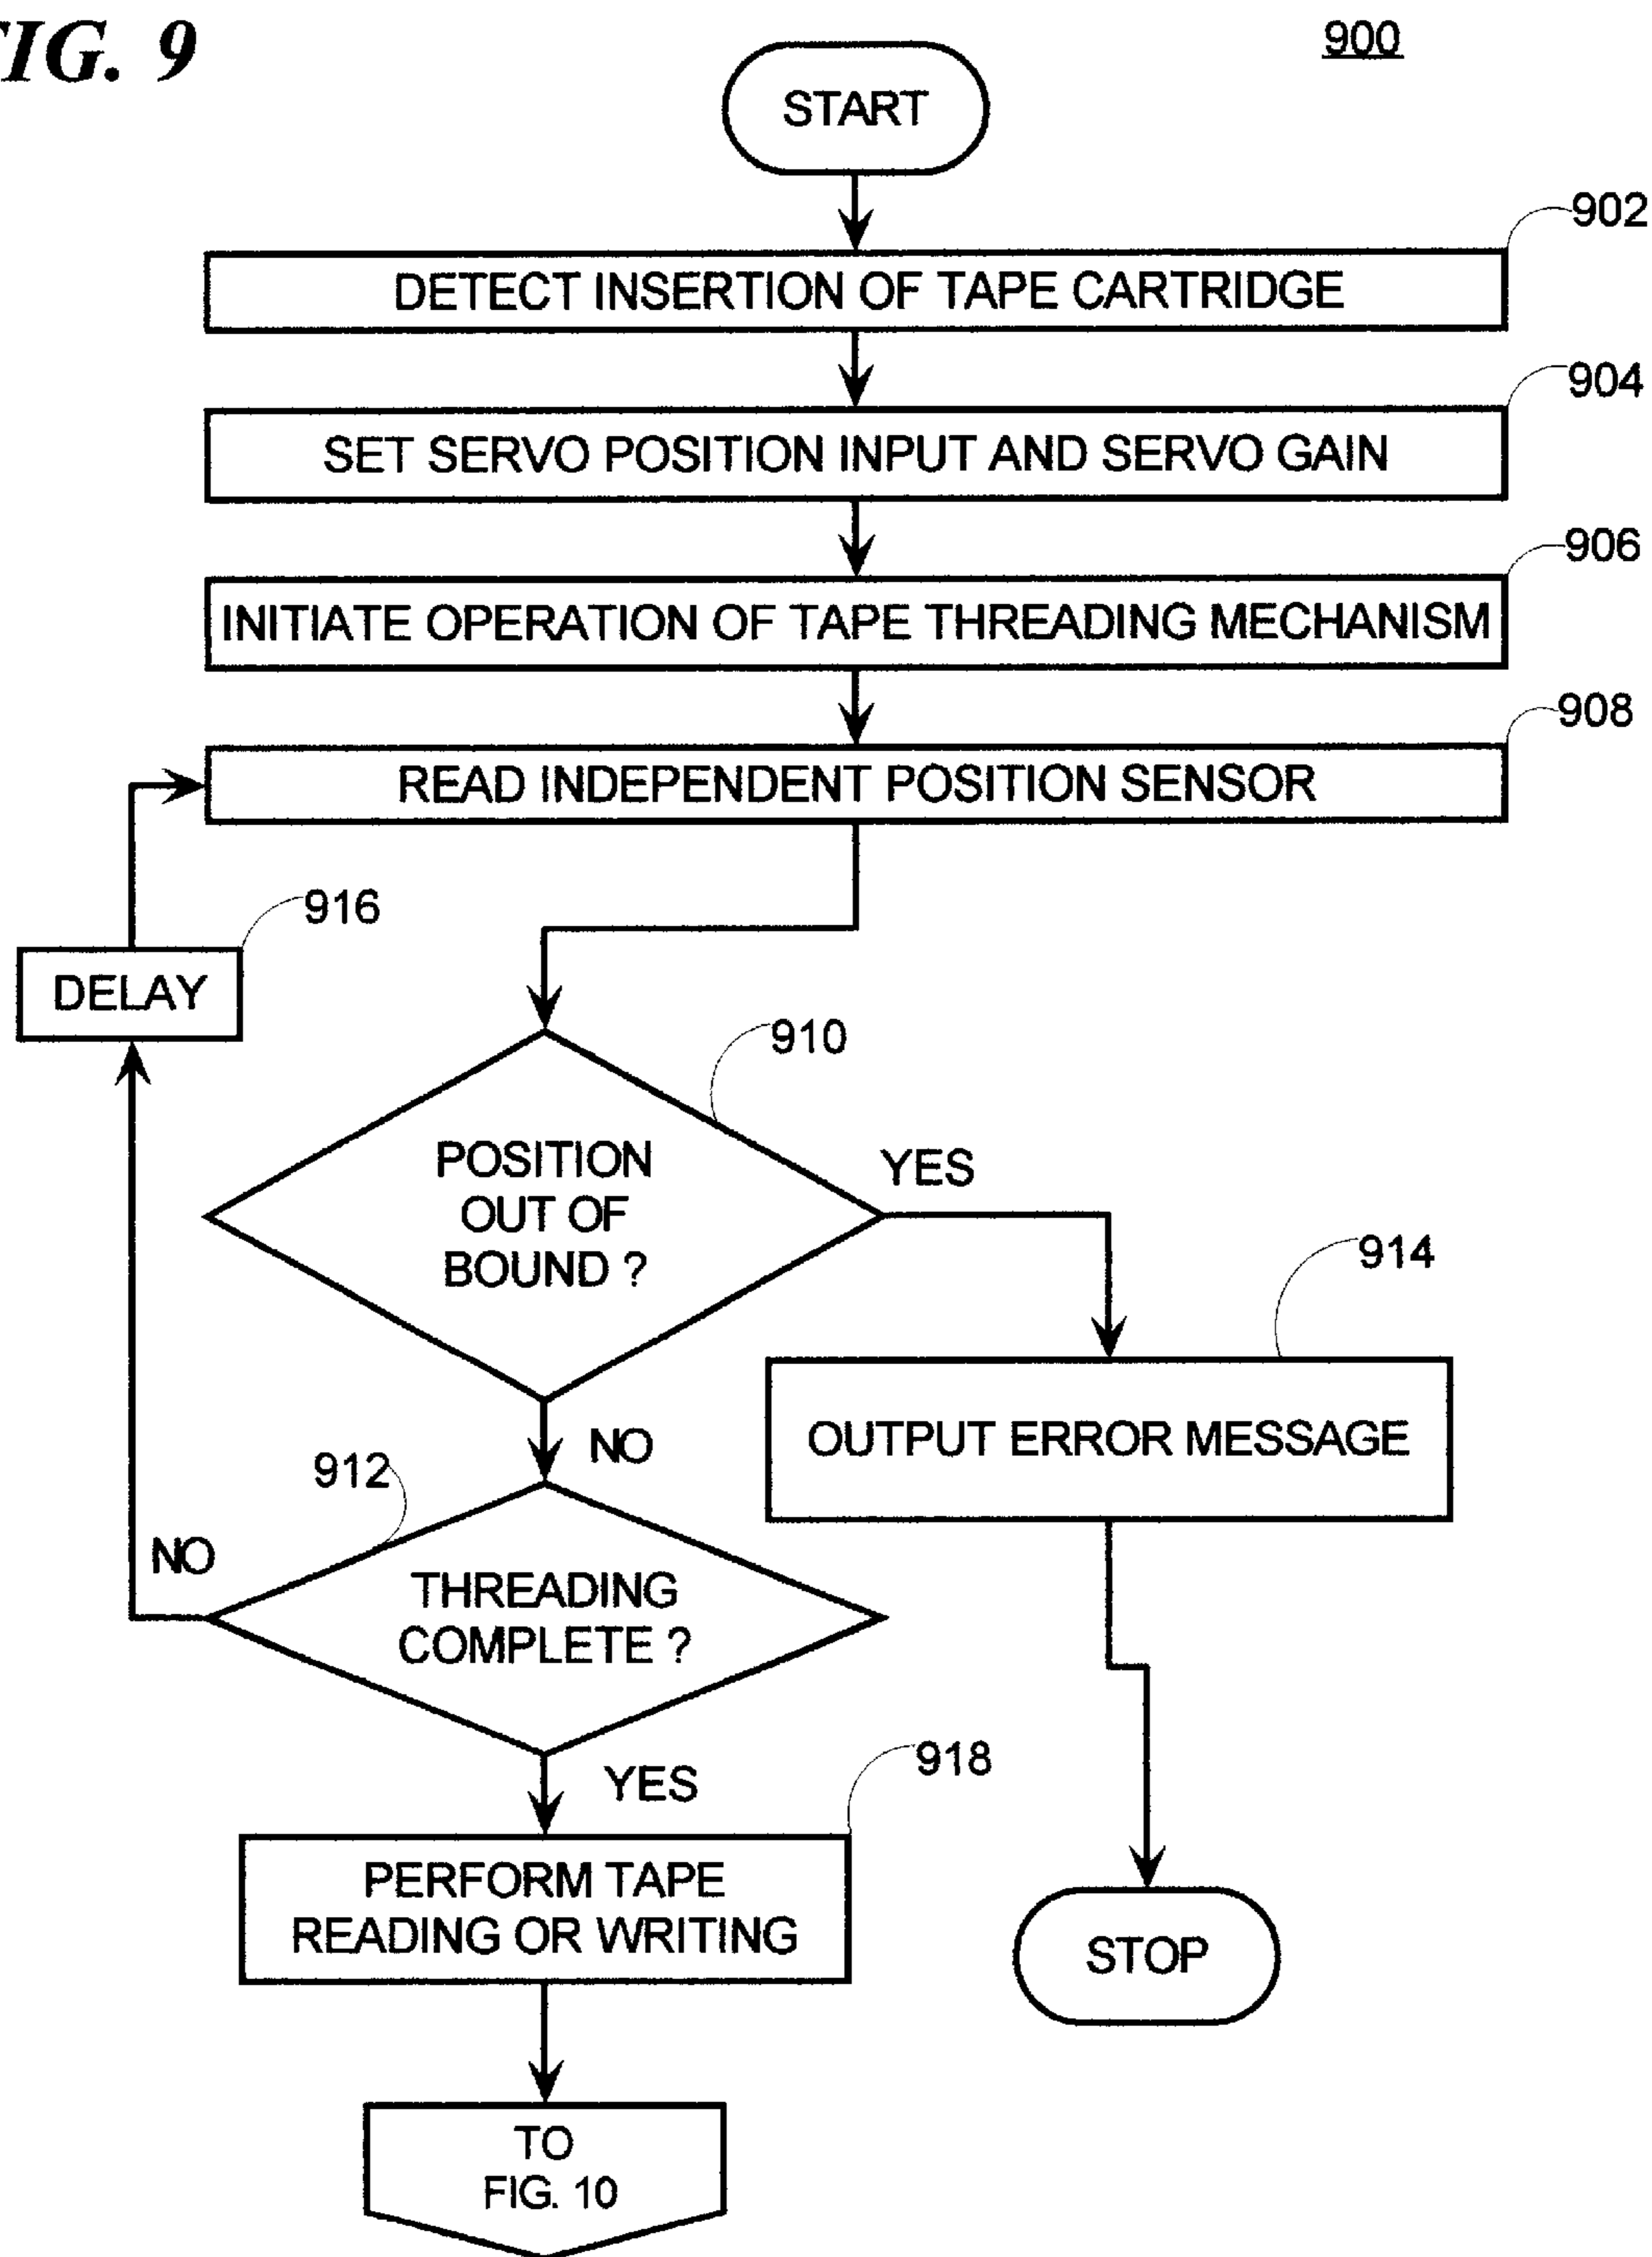 FIG. 9
900
START
902
DETECT INSERTION OF TAPE CARTRIDGE
904
SET SERVO POSITION INPUT AND SERVO GAIN
906
INITIATE OPERATION OF TAPE THREADING MECHANISM
908
READ INDEPENDENT POSITION SENSOR
916
DELAY
910
POSITION
OUT OF
BOUND ?
YES
914
OUTPUT ERROR MESSAGE
NO
912
NO
THREADING
COMPLETE ?
YES
918
PERFORM TAPE
READING OR WRITING
STOP
TO
FIG. 10